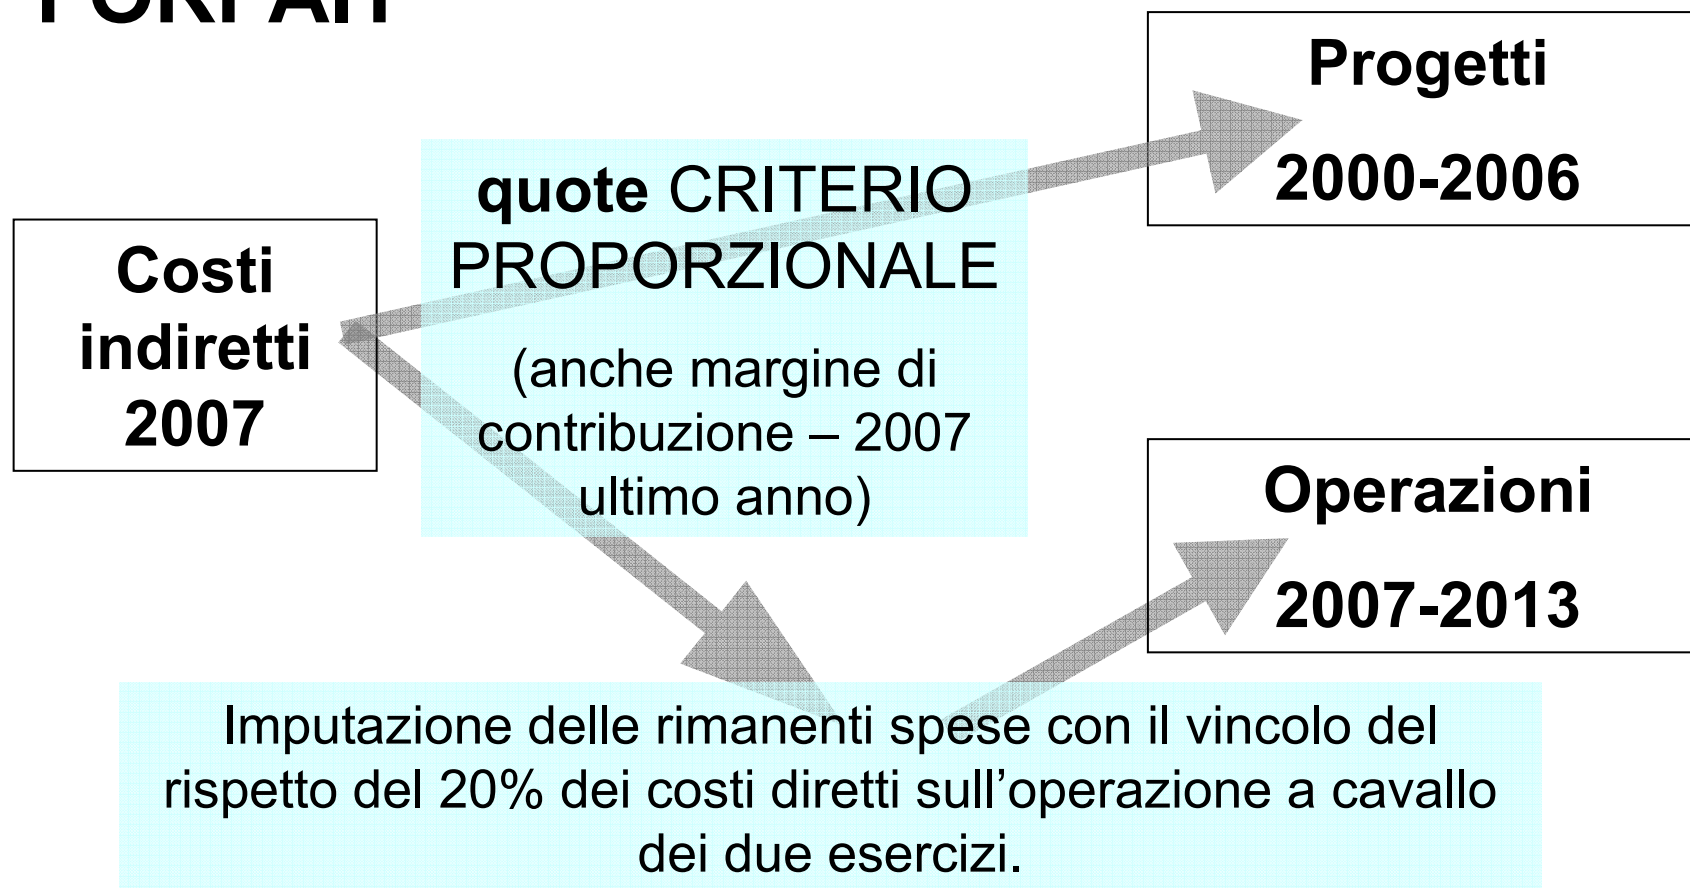 Progetti
2000-2006
quote CRITERIO
PROPORZIONALE
(anche margine di
contribuzione – 2007
ultimo anno)
Costi
indiretti
2007
Operazioni
2007-2013
Imputazione delle rimanenti spese con il vincolo del
rispetto del 20% dei costi diretti sull’operazione a cavallo
dei due esercizi.